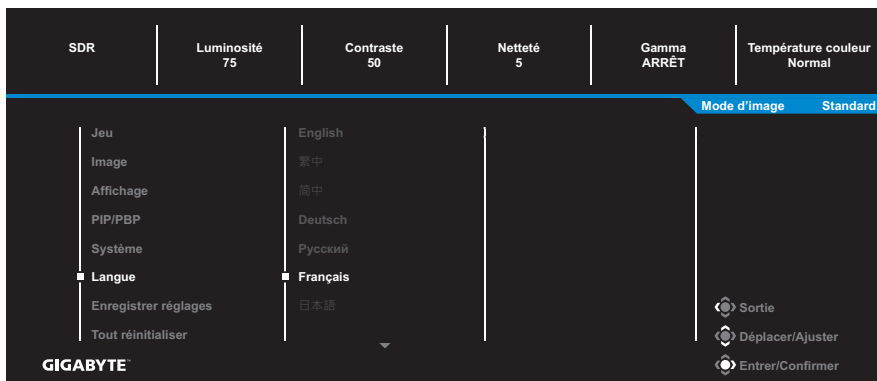 SDR
Luminosité
75
Contraste
50
Netteté
5
Gamma
ARRÊT
Température couleur
Normal
Mode d'image Standard
Jeu
Image
Affichage
PIP/PBP
Système
Langue
Enregistrer réglages
Tout réinitialiser
English
繁中
简中
Deutsch
Русский
Français
日本語
Sortie
Déplacer/Ajuster
Entrer/Confirmer
GIGABYTE™